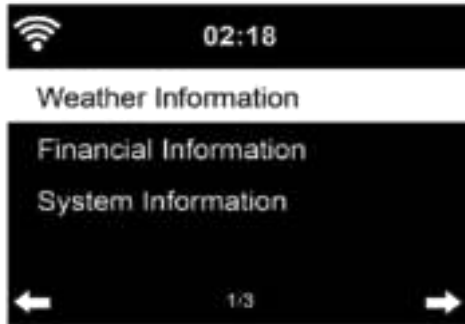 02:18
Weather Information
Financial Information
System Information
1/3